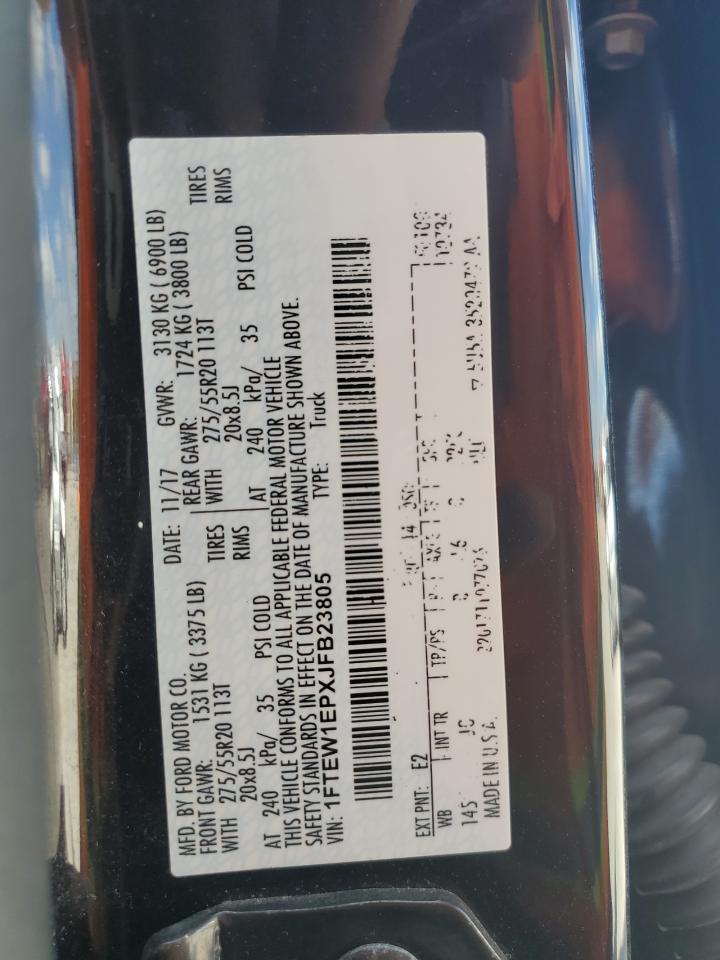 MFD. BY FORD MOTOR CO.
DATE: 11/17 GVWR: 3130 KG ( 6900 LB)
FRONT GAWR: 1531 KG ( 3375 LB) REAR GAWR: 1724 KG ( 3800 LB)
WITH 275/55R20 113T TIRES WITH 275/55R20 113T TIRES
20x8.5J RIMS 20x8.5J RIMS
AT 240 kPa/ 35 PSI COLD AT 240 kPa/ 35 PSI COLD
THIS VEHICLE CONFORMS TO ALL APPLICABLE FEDERAL MOTOR VEHICLE
SAFETY STANDARDS IN EFFECT ON THE DATE OF MANUFACTURE SHOWN ABOVE.
VIN: 1FTEW1EPXJFB23805 TYPE: Truck
EXT PNT: E2
WB INT TR TP/PS
145
MADE IN U.S.A.